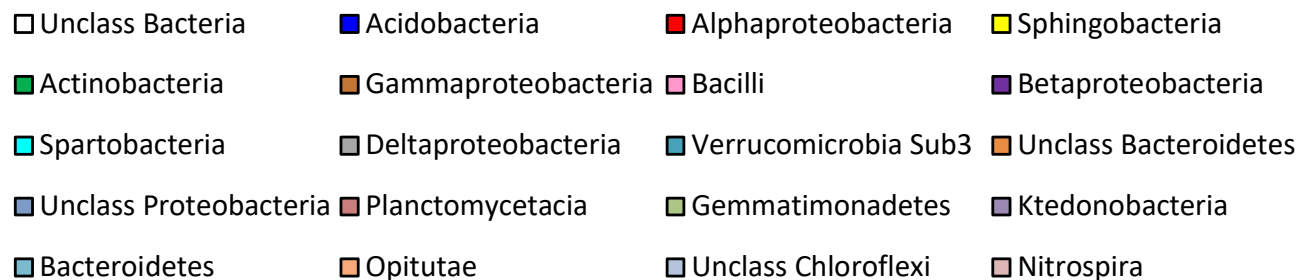 Unclass Bacteria Acidobacteria Alphaproteobacteria Sphingobacteria
Actinobacteria Gammaproteobacteria Bacilli Betaproteobacteria
Spartobacteria Deltaproteobacteria Verrucomicrobia Sub3 Unclass Bacteroidetes
Unclass Proteobacteria Planctomycetacia Gemmatimonadetes Ktedonobacteria
Bacteroidetes Opitutae Unclass Chloroflexi Nitrospira